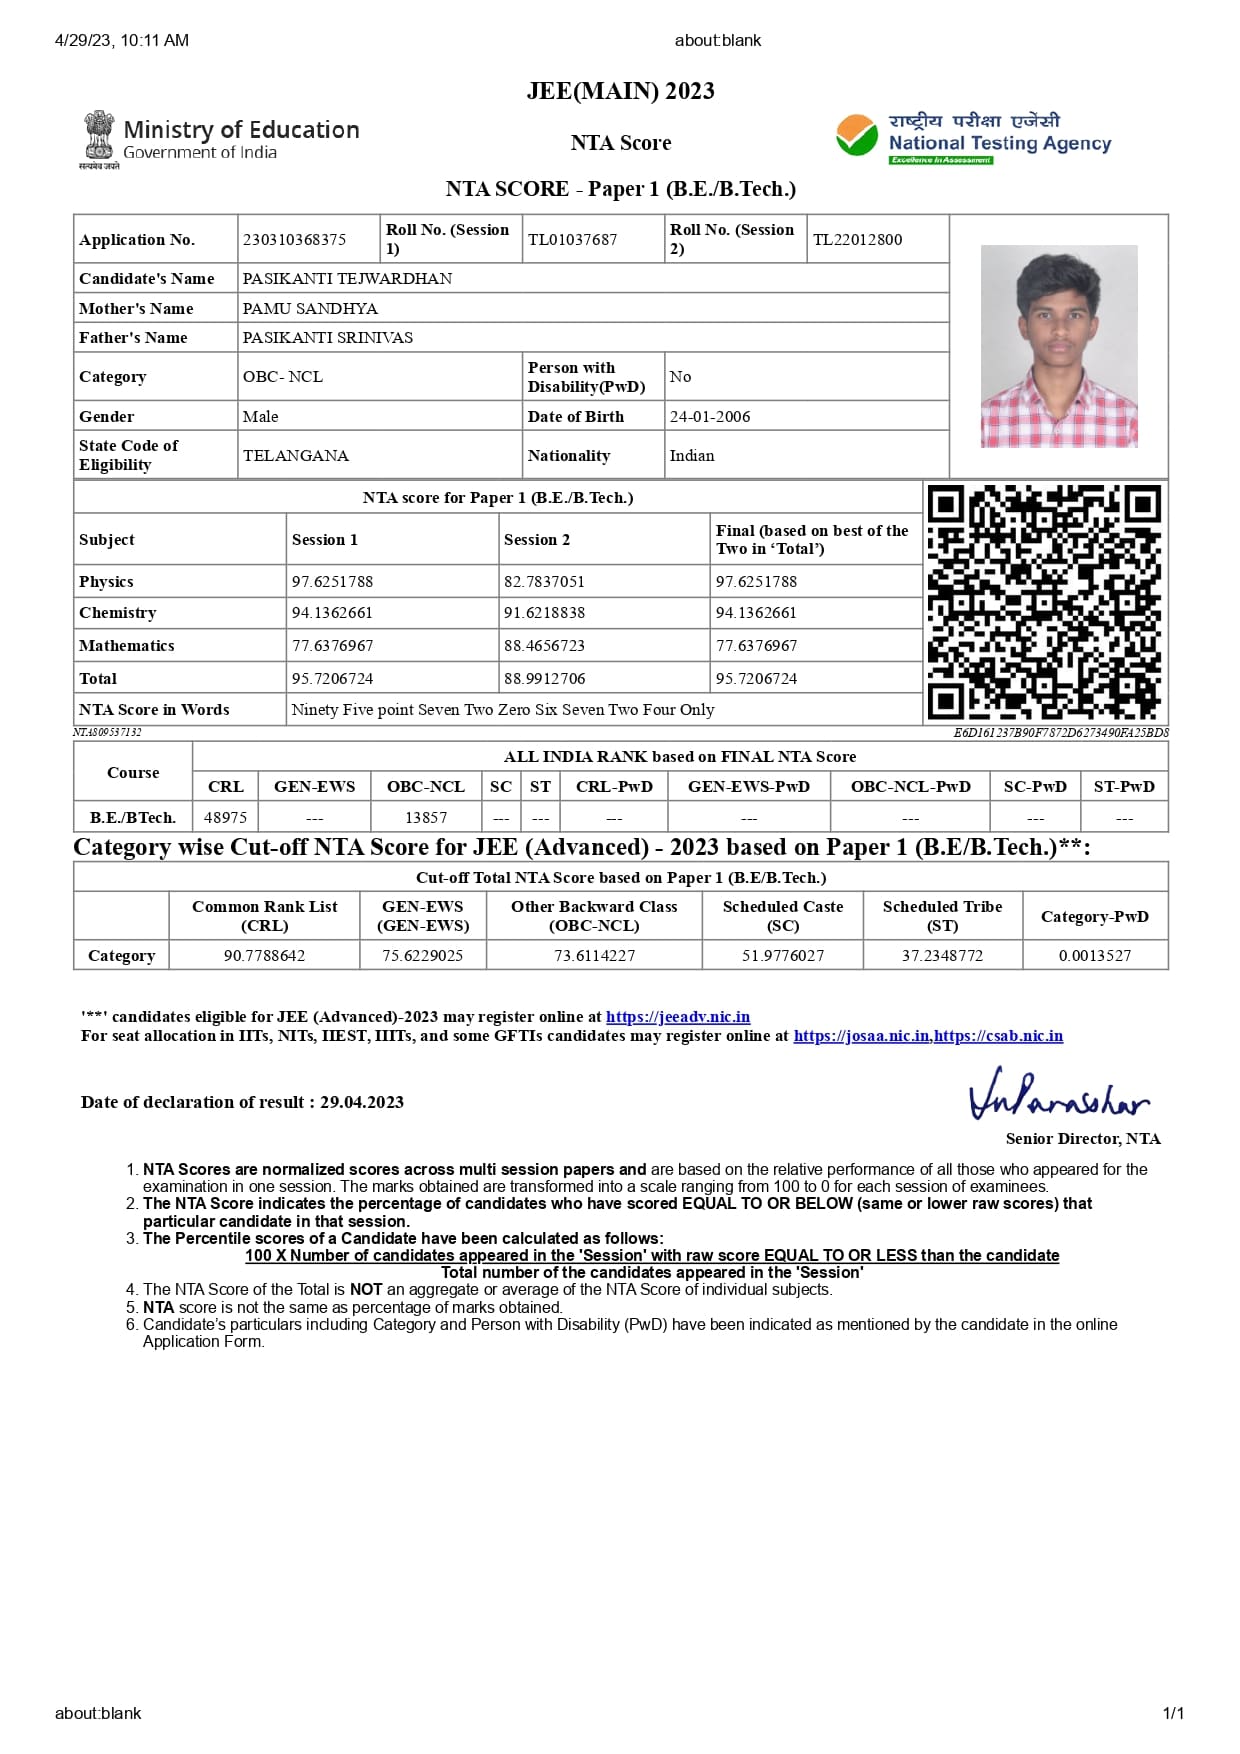 4/29/23, 10:11 AM about:blank
JEE(MAIN) 2023
Ministry of Education
Government of India
सत्यमेव जयते
NTA Score
राष्ट्रीय परीक्षा एजेंसी
National Testing Agency
Excellence In Assessment
NTA SCORE - Paper 1 (B.E./B.Tech.)
Application No. 230310368375 Roll No. (Session 1) TL01037687 Roll No. (Session 2) TL22012800
Candidate's Name PASIKANTI TEJWARDHAN
Mother's Name PAMU SANDHYA
Father's Name PASIKANTI SRINIVAS
Category OBC- NCL Person with Disability(PwD) No
Gender Male Date of Birth 24-01-2006
State Code of Eligibility TELANGANA Nationality Indian
NTA score for Paper 1 (B.E./B.Tech.)
Subject Session 1 Session 2 Final (based on best of the Two in ‘Total’)
Physics 97.6251788 82.7837051 97.6251788
Chemistry 94.1362661 91.6218838 94.1362661
Mathematics 77.6376967 88.4656723 77.6376967
Total 95.7206724 88.9912706 95.7206724
NTA Score in Words Ninety Five point Seven Two Zero Six Seven Two Four Only
NTA809537132 E6D161237B90F7872D6273490FA25BD8
Course ALL INDIA RANK based on FINAL NTA Score
CRL GEN-EWS OBC-NCL SC ST CRL-PwD GEN-EWS-PwD OBC-NCL-PwD SC-PwD ST-PwD
B.E./BTech. 48975 --- 13857 --- --- --- --- --- --- ---
Category wise Cut-off NTA Score for JEE (Advanced) - 2023 based on Paper 1 (B.E/B.Tech.)**:
Cut-off Total NTA Score based on Paper 1 (B.E/B.Tech.)
Common Rank List (CRL) GEN-EWS (GEN-EWS) Other Backward Class (OBC-NCL) Scheduled Caste (SC) Scheduled Tribe (ST) Category-PwD
Category 90.7788642 75.6229025 73.6114227 51.9776027 37.2348772 0.0013527
'**' candidates eligible for JEE (Advanced)-2023 may register online at https://jeeadv.nic.in
For seat allocation in IITs, NITs, IIEST, IIITs, and some GFTIs candidates may register online at https://josaa.nic.in,https://csab.nic.in
Date of declaration of result : 29.04.2023
Senior Director, NTA
1. NTA Scores are normalized scores across multi session papers and are based on the relative performance of all those who appeared for the
examination in one session. The marks obtained are transformed into a scale ranging from 100 to 0 for each session of examinees.
2. The NTA Score indicates the percentage of candidates who have scored EQUAL TO OR BELOW (same or lower raw scores) that
particular candidate in that session.
3. The Percentile scores of a Candidate have been calculated as follows:
100 X Number of candidates appeared in the 'Session' with raw score EQUAL TO OR LESS than the candidate
Total number of the candidates appeared in the 'Session'
4. The NTA Score of the Total is NOT an aggregate or average of the NTA Score of individual subjects.
5. NTA score is not the same as percentage of marks obtained.
6. Candidate’s particulars including Category and Person with Disability (PwD) have been indicated as mentioned by the candidate in the online
Application Form.
about:blank 1/1